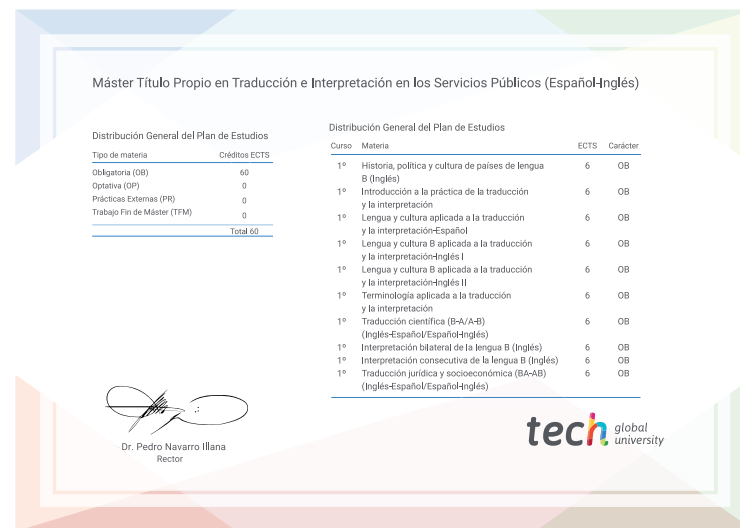 Máster Título Propio en Traducción e Interpretación en los Servicios Públicos (Español-Inglés)
Distribución General del Plan de Estudios
Tipo de materia Créditos ECTS
Obligatoria (OB) 60
Optativa (OP) 0
Prácticas Externas (PR) 0
Trabajo Fin de Máster (TFM) 0
Total 60
Distribución General del Plan de Estudios
Curso Materia ECTS Carácter
1º Historia, política y cultura de países de lengua 6 OB
B (Inglés)
1º Introducción a la práctica de la traducción 6 OB
y la interpretación
1º Lengua y cultura aplicada a la traducción 6 OB
y la interpretación-Español
1º Lengua y cultura B aplicada a la traducción 6 OB
y la interpretación-Inglés I
1º Lengua y cultura B aplicada a la traducción 6 OB
y la interpretación-Inglés II
1º Terminología aplicada a la traducción 6 OB
y la interpretación
1º Traducción científica (B-A/A-B) 6 OB
(Inglés-Español/Español-Inglés)
1º Interpretación bilateral de la lengua B (Inglés) 6 OB
1º Interpretación consecutiva de la lengua B (Inglés) 6 OB
1º Traducción jurídica y socioeconómica (BA-AB) 6 OB
(Inglés-Español/Español-Inglés)
Dr. Pedro Navarro Illana
Rector
tech global
university